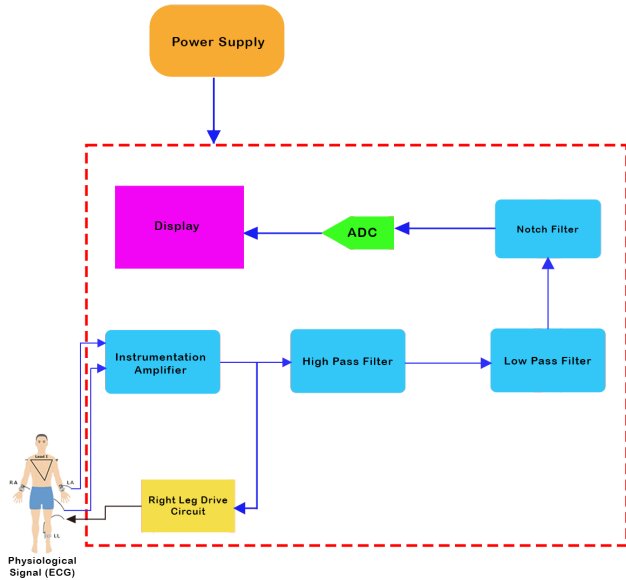 Power Supply
Display
ADC
Notch Filter
Instrumentation
Amplifier
High Pass Filter
Low Pass Filter
Lead I
RA
LA
LL
Right Leg Drive
Circuit
Physiological
Signal (ECG)